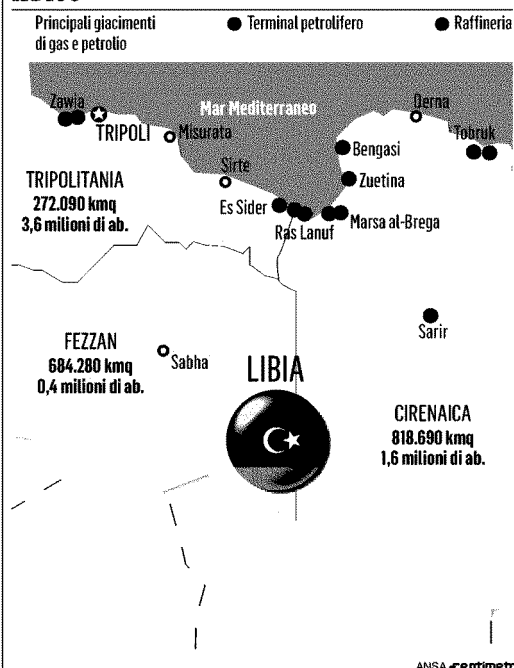 Principali giacimenti
di gas e petrolio
Terminal petrolifero
Raffineria
Zawia
TRIPOLI
Misurata
Mar Mediterraneo
Derna
Tobruk
Bengasi
Sirte
Zuetina
TRIPOLITANIA
272.090 kmq
3,6 milioni di ab.
Es Sider
Ras Lanuf
Marsa al-Brega
Sarir
FEZZAN
684.280 kmq
0,4 milioni di ab.
Sabha
LIBIA
CIRENAICA
818.690 kmq
1,6 milioni di ab.
ANSA centimetr